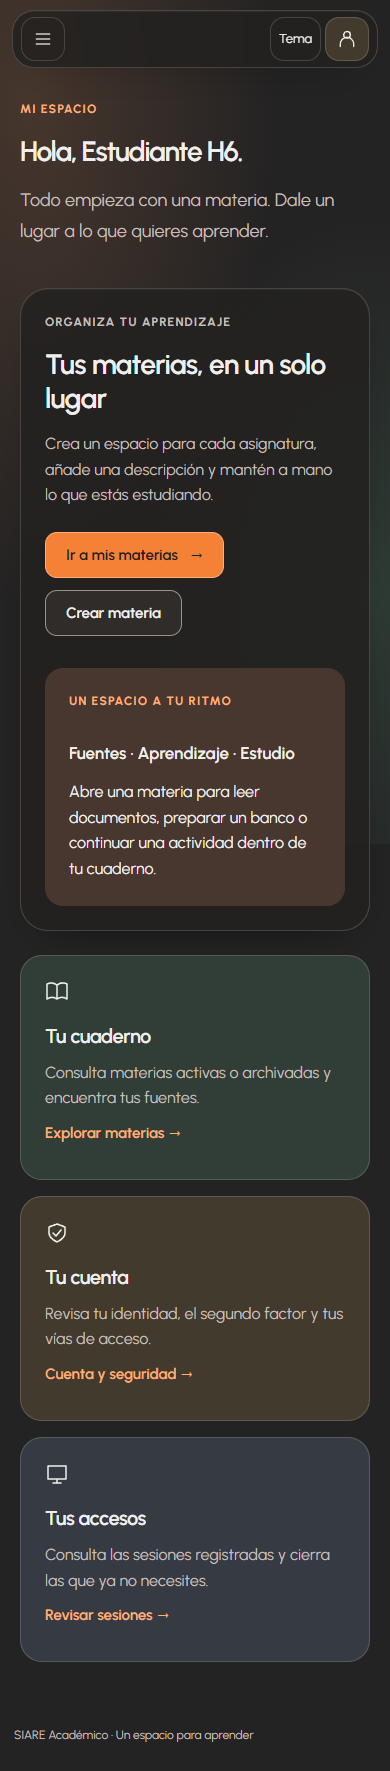 Tema
MI ESPACIO
Hola, Estudiante H6.
Todo empieza con una materia. Dale un
lugar a lo que quieres aprender.
ORGANIZA TU APRENDIZAJE
Tus materias, en un solo
lugar
Crea un espacio para cada asignatura,
añade una descripción y mantén a mano
lo que estás estudiando.
Ir a mis materias →
Crear materia
UN ESPACIO A TU RITMO
Fuentes · Aprendizaje · Estudio
Abre una materia para leer
documentos, preparar un banco o
continuar una actividad dentro de
tu cuaderno.
Tu cuaderno
Consulta materias activas o archivadas y
encuentra tus fuentes.
Explorar materias →
Tu cuenta
Revisa tu identidad, el segundo factor y tus
vías de acceso.
Cuenta y seguridad →
Tus accesos
Consulta las sesiones registradas y cierra
las que ya no necesites.
Revisar sesiones →
SIARE Académico · Un espacio para aprender